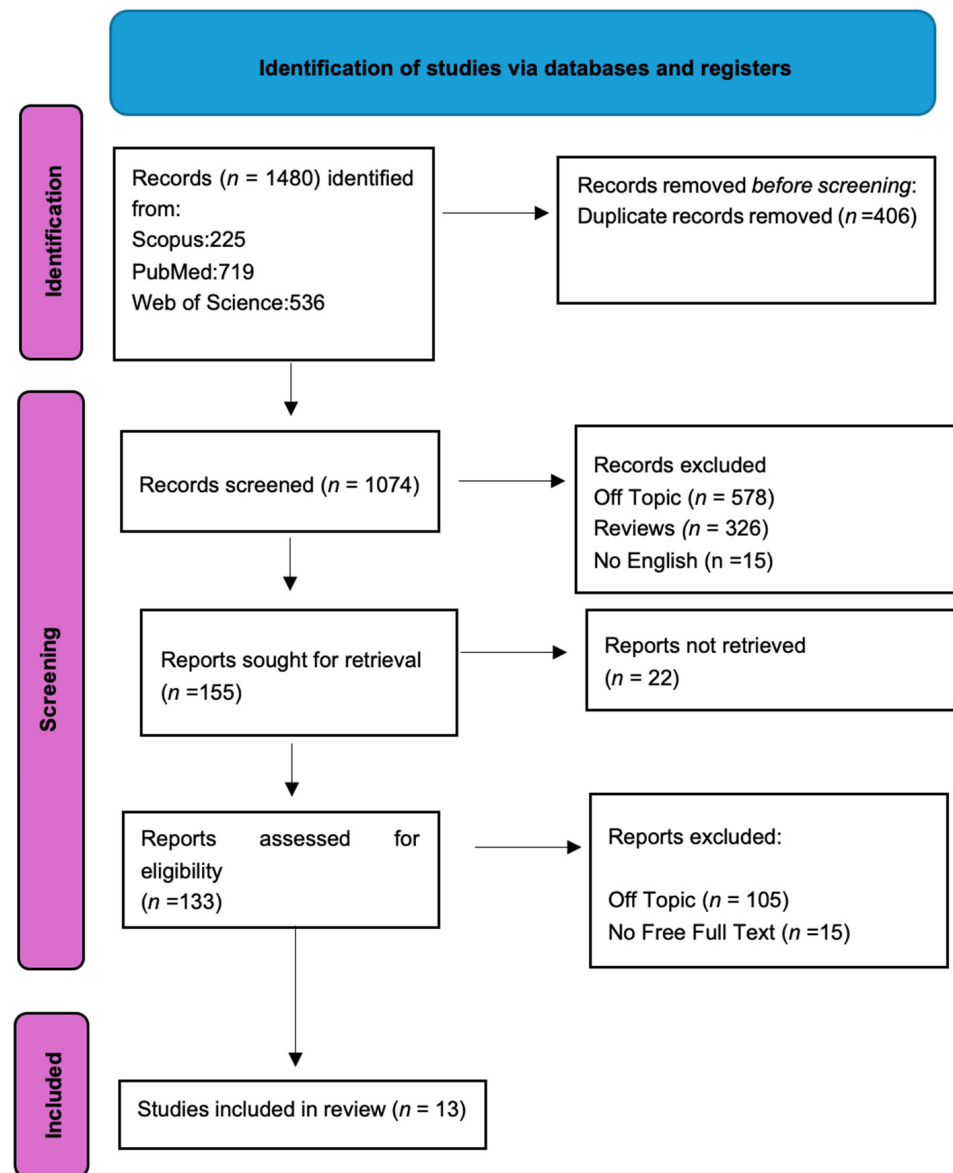 Identification of studies via databases and registers
Identification
Records (n = 1480) identified
from:
Scopus:225
PubMed:719
Web of Science:536
Records removed before screening:
Duplicate records removed (n =406)
Screening
Records screened (n = 1074)
Records excluded
Off Topic (n = 578)
Reviews (n = 326)
No English (n =15)
Reports sought for retrieval
(n =155)
Reports not retrieved
(n = 22)
Reports assessed for
eligibility
(n =133)
Reports excluded:
Off Topic (n = 105)
No Free Full Text (n =15)
Included
Studies included in review (n = 13)